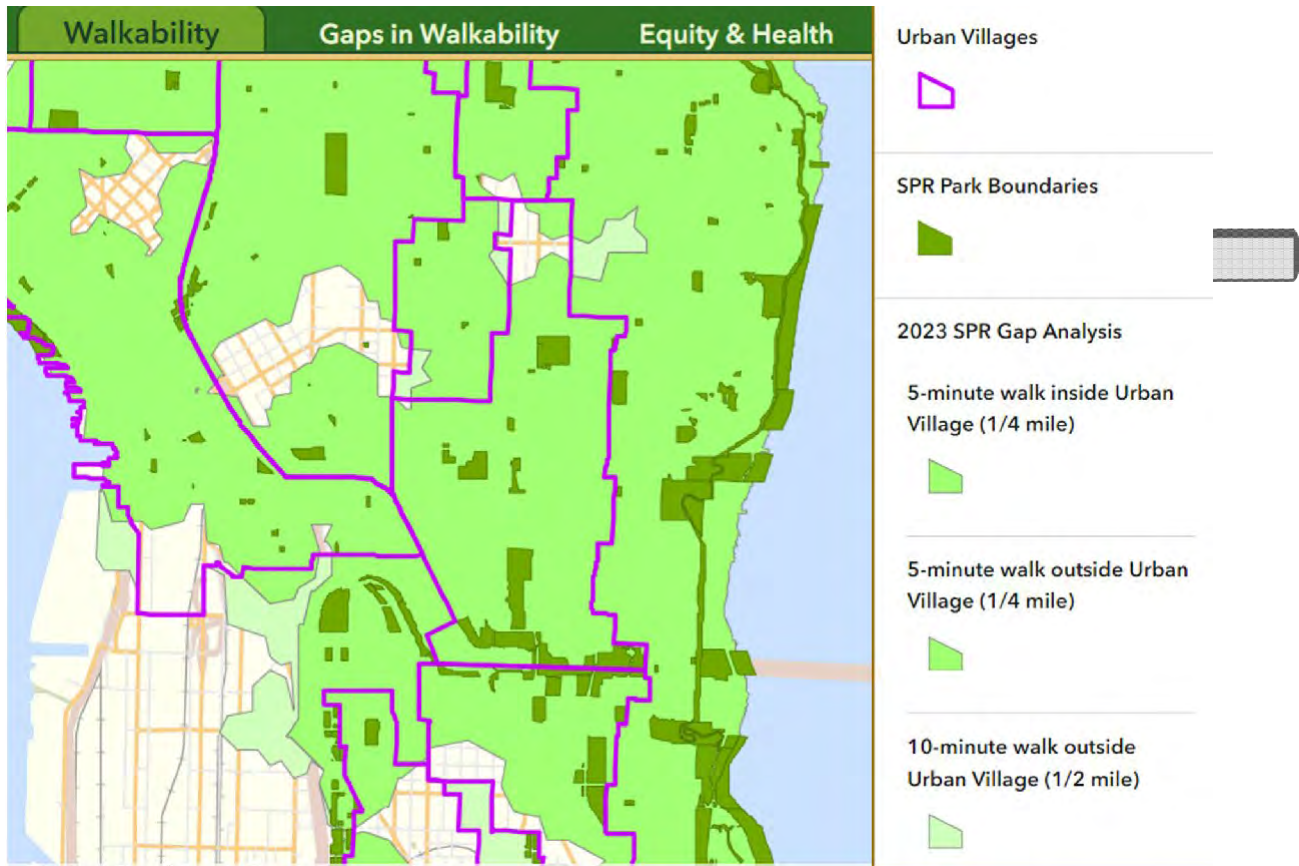 Walkability
Gaps in Walkability
Equity & Health
Urban Villages
SPR Park Boundaries
2023 SPR Gap Analysis
5-minute walk inside Urban
Village (1/4 mile)
5-minute walk outside Urban
Village (1/4 mile)
10-minute walk outside
Urban Village (1/2 mile)